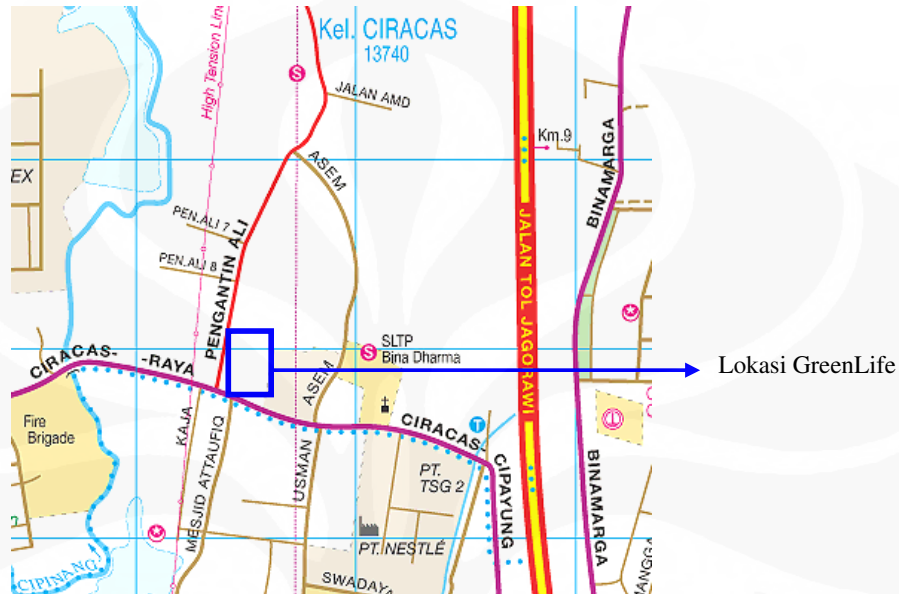 Kel. CIRACAS
13740
High Tension Line
S
JALAN AMD
Km.9
BINAMARGA
ASEM
EX
PEN.ALI 7
PENGANTIN ALI
PEN.ALI 8
JALAN TOL JAGORAWI
SLTP
Bina Dharma
S
CIRACAS-
-RAYA
Lokasi GreenLife
ASEM
Fire
Brigade
KAJA
MESJID ATTAUFIQ
USMAN
CIRACAS-
T
CIPAYUNG
PT.
TSG 2
BINAMARGA
PT. NESTLÉ
CIPINANG
SWADAYA
MANGGA